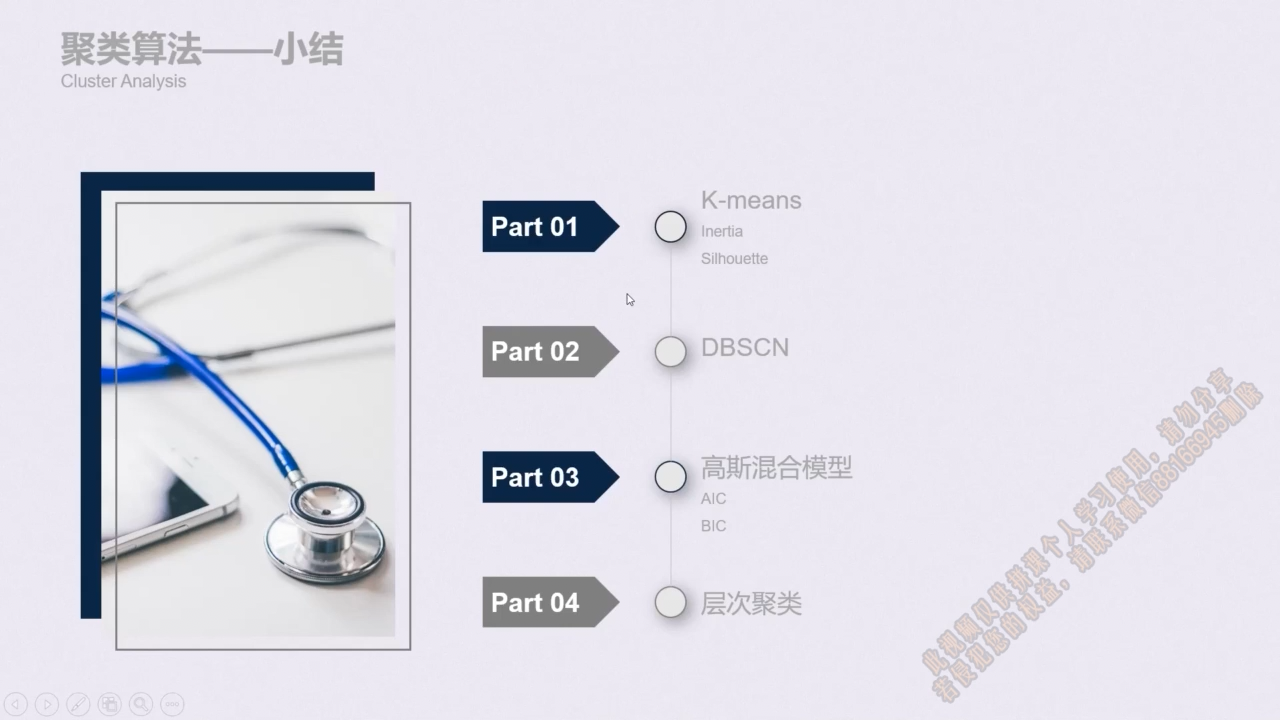 聚类算法——小结
Cluster Analysis
Part 01
K-means
Inertia
Silhouette
Part 02
DBSCN
Part 03
高斯混合模型
AIC
BIC
Part 04
层次聚类
此视频仅供拼课个人学习使用，请勿分享
若侵犯您的权益，请联系微信88166945删除